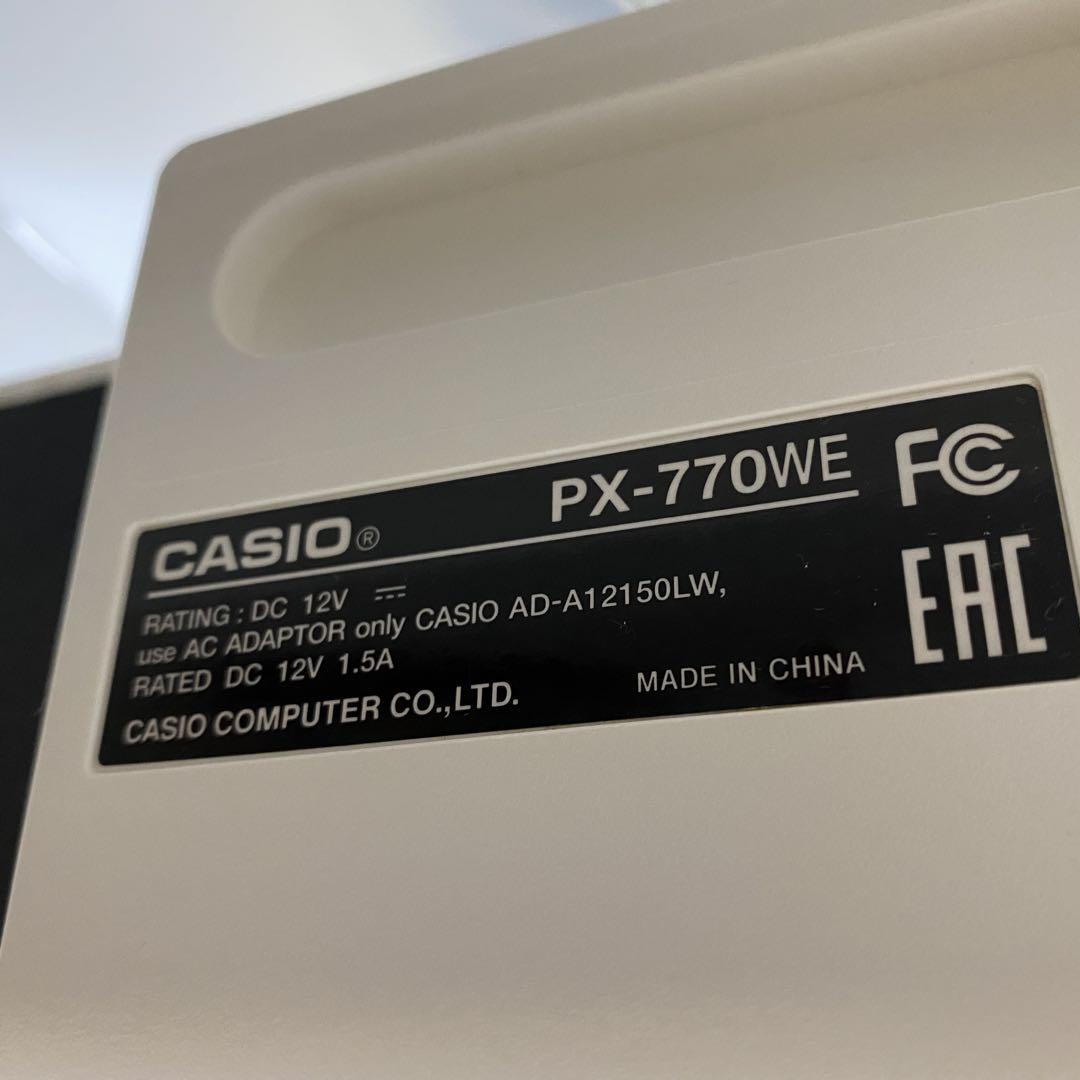 CASIO® PX-770WE FC
RATING : DC 12V ⎓
use AC ADAPTOR only CASIO AD-A12150LW,
RATED DC 12V 1.5A
CASIO COMPUTER CO.,LTD. MADE IN CHINA
EAC